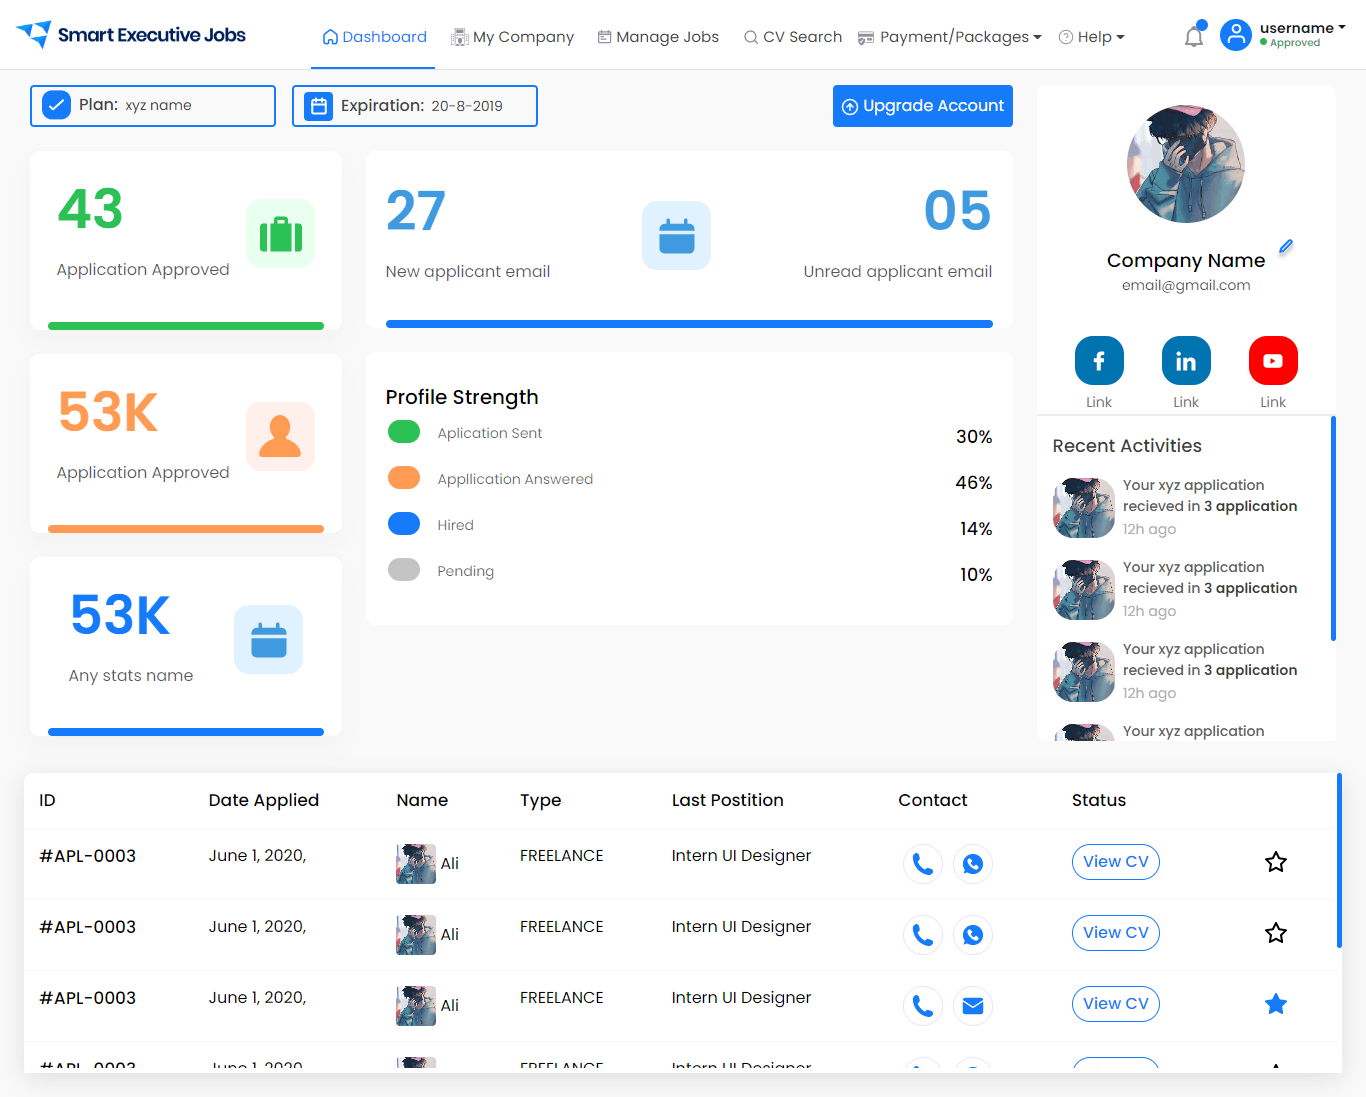 Smart Executive Jobs
Dashboard
My Company
Manage Jobs
CV Search
Payment/Packages
Help
username
Approved
Plan: xyz name
Expiration: 20-8-2019
Upgrade Account
43
Application Approved
27
New applicant email
05
Unread applicant email
53K
Application Approved
53K
Any stats name
Profile Strength
Aplication Sent 30%
Appllication Answered 46%
Hired 14%
Pending 10%
Company Name
email@gmail.com
Link
Link
Link
Recent Activities
Your xyz application
recieved in 3 application
12h ago
Your xyz application
recieved in 3 application
12h ago
Your xyz application
recieved in 3 application
12h ago
Your xyz application
ID Date Applied Name Type Last Postition Contact Status
#APL-0003 June 1, 2020, Ali FREELANCE Intern UI Designer View CV
#APL-0003 June 1, 2020, Ali FREELANCE Intern UI Designer View CV
#APL-0003 June 1, 2020, Ali FREELANCE Intern UI Designer View CV